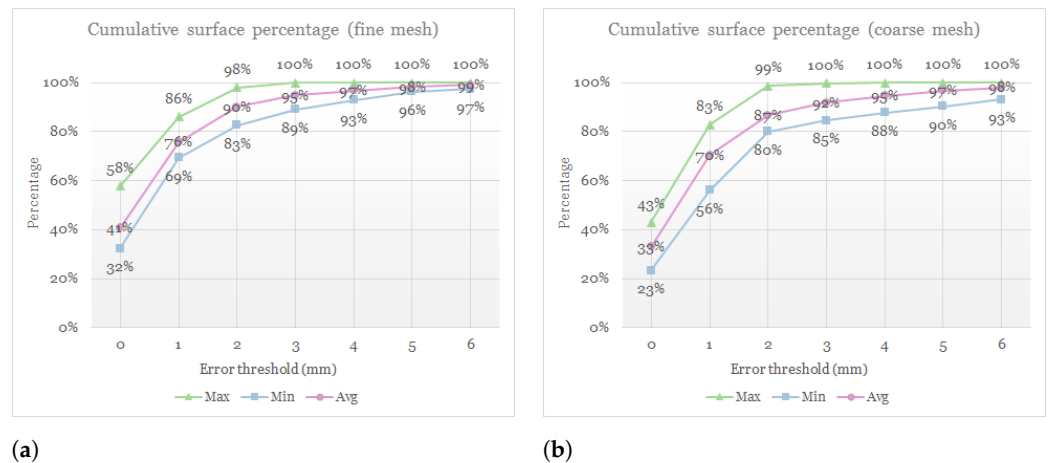 Cumulative surface percentage (fine mesh)
98% 100% 100% 100% 100%
100%
86%
90% 95% 97% 98% 99%
80%
76%
83% 89% 93% 96% 97%
69%
60%
58%
41%
40%
32%
20%
0%
Percentage
0 1 2 3 4 5 6
Error threshold (mm)
Max Min Avg
(a)
Cumulative surface percentage (coarse mesh)
99% 100% 100% 100% 100%
100%
83%
87% 92% 95% 97% 98%
80%
70%
80% 85% 88% 90% 93%
60%
56%
43%
40%
33%
23%
20%
0%
Percentage
0 1 2 3 4 5 6
Error threshold (mm)
Max Min Avg
(b)